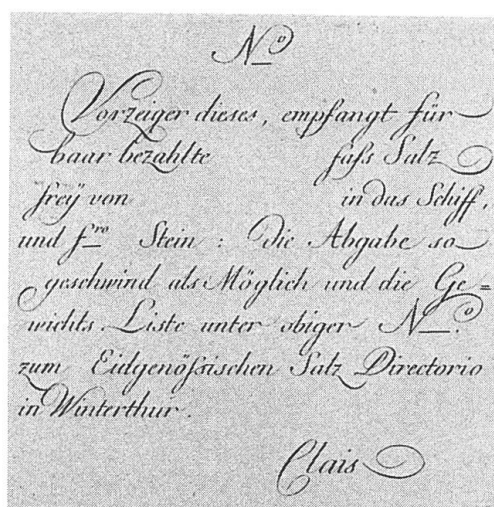 No
Vorzeiger dieses, empfangt für
baar bezahlte fass Salz
freÿ von in das Schiff,
und fro Stein : die Abgabe so
geschwind als Möglich und die Ge=
wichts Liste unter obiger No.
zum Eidgenößischen Salz Directorio
in Winterthur.
Clais